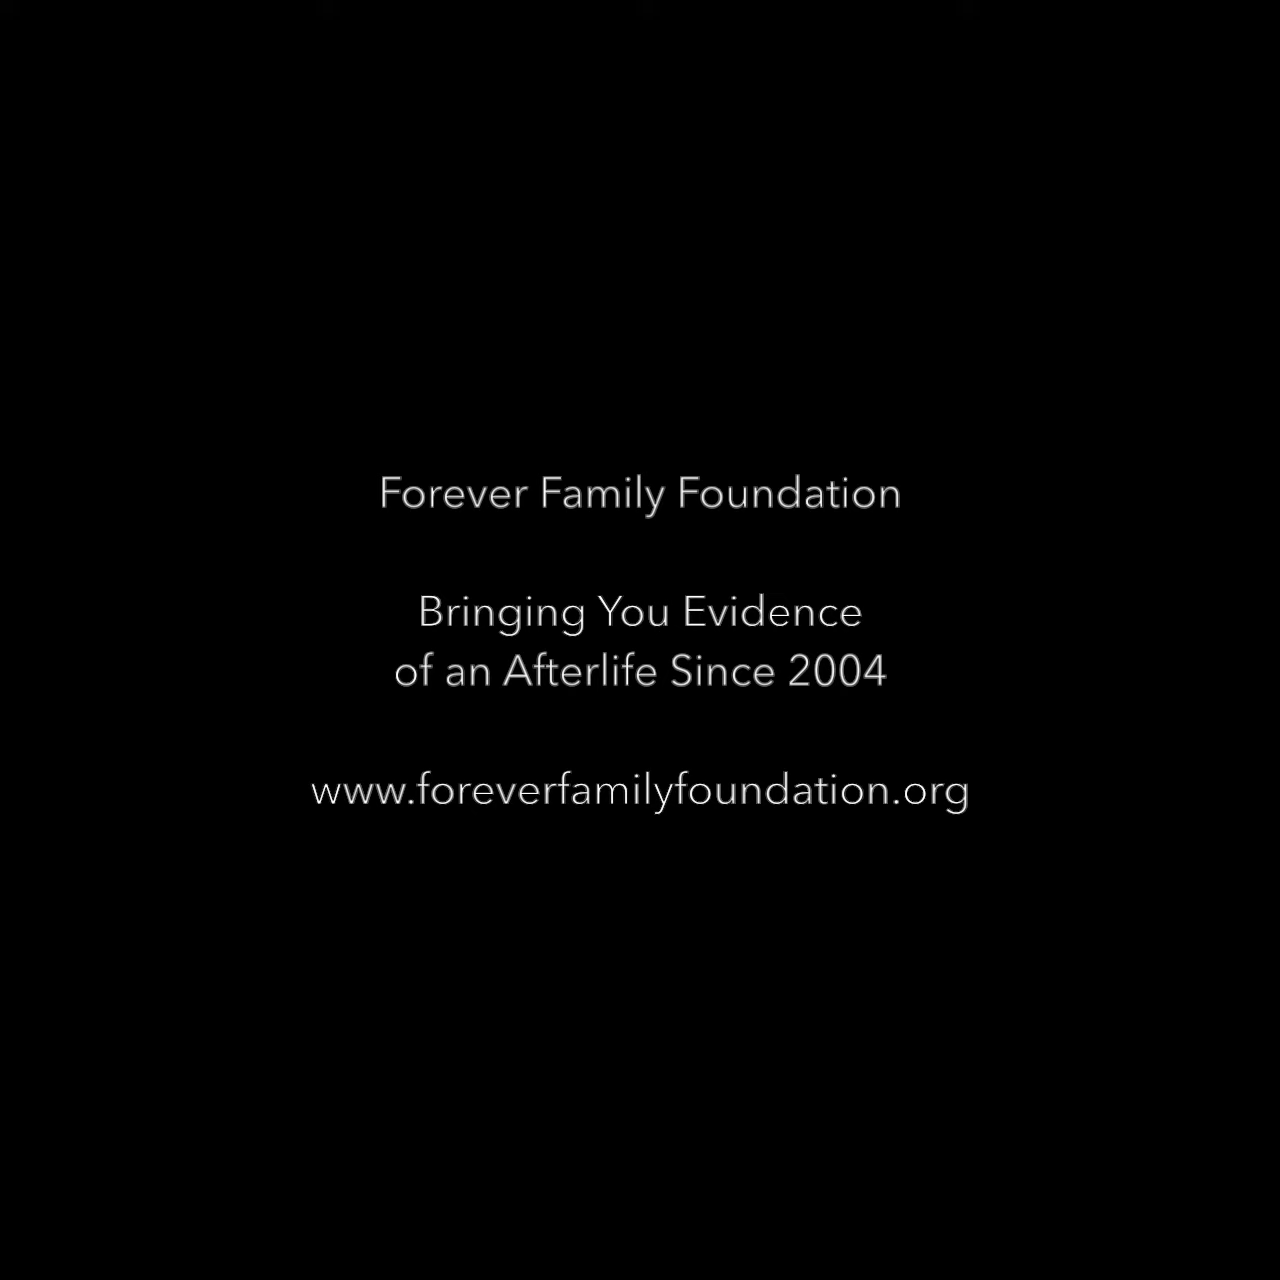 Forever Family Foundation
Bringing You Evidence
of an Afterlife Since 2004
www.foreverfamilyfoundation.org